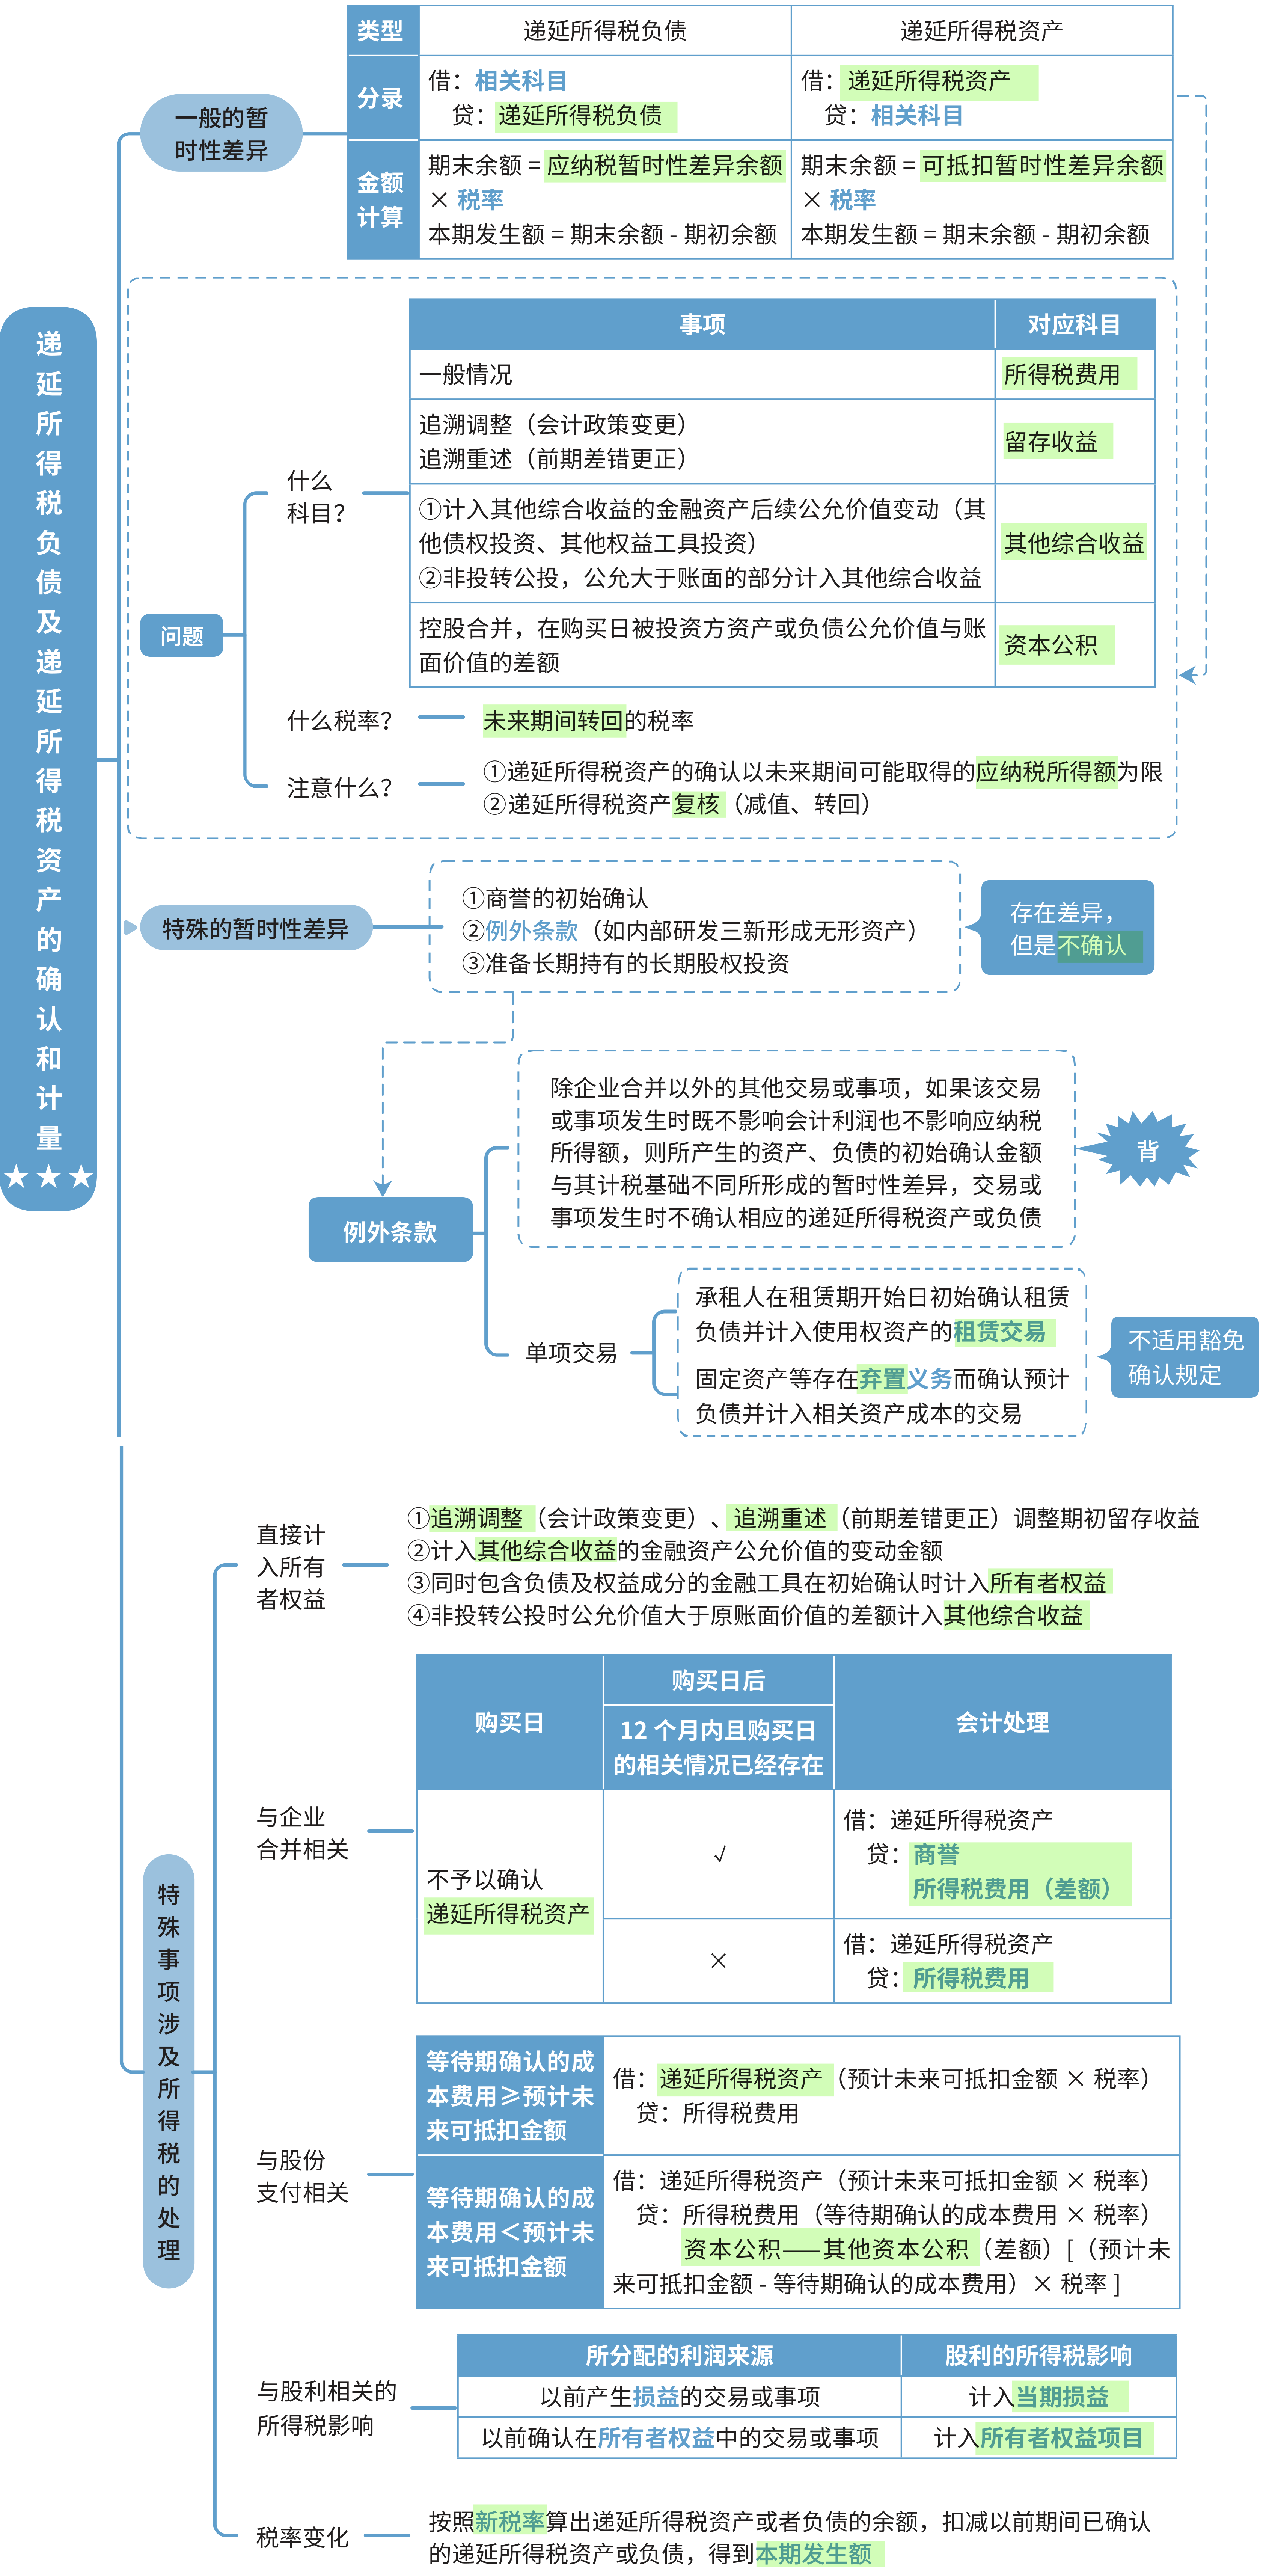 递延所得税负债及递延所得税资产的确认和计量
★★★
一般的暂
时性差异
类型
递延所得税负债
递延所得税资产
分录
借：相关科目
贷：递延所得税负债
借：递延所得税资产
贷：相关科目
金额
计算
期末余额 = 应纳税暂时性差异余额
× 税率
本期发生额 = 期末余额 - 期初余额
期末余额 = 可抵扣暂时性差异余额
× 税率
本期发生额 = 期末余额 - 期初余额
问题
什么
科目？
事项
对应科目
一般情况
所得税费用
追溯调整（会计政策变更）
追溯重述（前期差错更正）
留存收益
①计入其他综合收益的金融资产后续公允价值变动（其
他债权投资、其他权益工具投资）
②非投转公投，公允大于账面的部分计入其他综合收益
其他综合收益
控股合并，在购买日被投资方资产或负债公允价值与账
面价值的差额
资本公积
什么税率？
未来期间转回的税率
注意什么？
①递延所得税资产的确认以未来期间可能取得的应纳税所得额为限
②递延所得税资产复核（减值、转回）
特殊的暂时性差异
①商誉的初始确认
②例外条款（如内部研发三新形成无形资产）
③准备长期持有的长期股权投资
存在差异，
但是不确认
例外条款
除企业合并以外的其他交易或事项，如果该交易
或事项发生时既不影响会计利润也不影响应纳税
所得额，则所产生的资产、负债的初始确认金额
与其计税基础不同所形成的暂时性差异，交易或
事项发生时不确认相应的递延所得税资产或负债
背
单项交易
承租人在租赁期开始日初始确认租赁
负债并计入使用权资产的租赁交易
固定资产等存在弃置义务而确认预计
负债并计入相关资产成本的交易
不适用豁免
确认规定
特殊事项涉及所得税的处理
直接计
入所有
者权益
①追溯调整（会计政策变更）、追溯重述（前期差错更正）调整期初留存收益
②计入其他综合收益的金融资产公允价值的变动金额
③同时包含负债及权益成分的金融工具在初始确认时计入所有者权益
④非投转公投时公允价值大于原账面价值的差额计入其他综合收益
与企业
合并相关
购买日
购买日后
12 个月内且购买日
的相关情况已经存在
会计处理
不予以确认
递延所得税资产
√
借：递延所得税资产
贷：商誉
所得税费用（差额）
×
借：递延所得税资产
贷：所得税费用
与股份
支付相关
等待期确认的成
本费用≥预计未
来可抵扣金额
借：递延所得税资产（预计未来可抵扣金额 × 税率）
贷：所得税费用
等待期确认的成
本费用＜预计未
来可抵扣金额
借：递延所得税资产（预计未来可抵扣金额 × 税率）
贷：所得税费用（等待期确认的成本费用 × 税率）
资本公积——其他资本公积（差额）[（预计未
来可抵扣金额 - 等待期确认的成本费用）× 税率 ]
与股利相关的
所得税影响
所分配的利润来源
股利的所得税影响
以前产生损益的交易或事项
计入当期损益
以前确认在所有者权益中的交易或事项
计入所有者权益项目
税率变化
按照新税率算出递延所得税资产或者负债的余额，扣减以前期间已确认
的递延所得税资产或负债，得到本期发生额